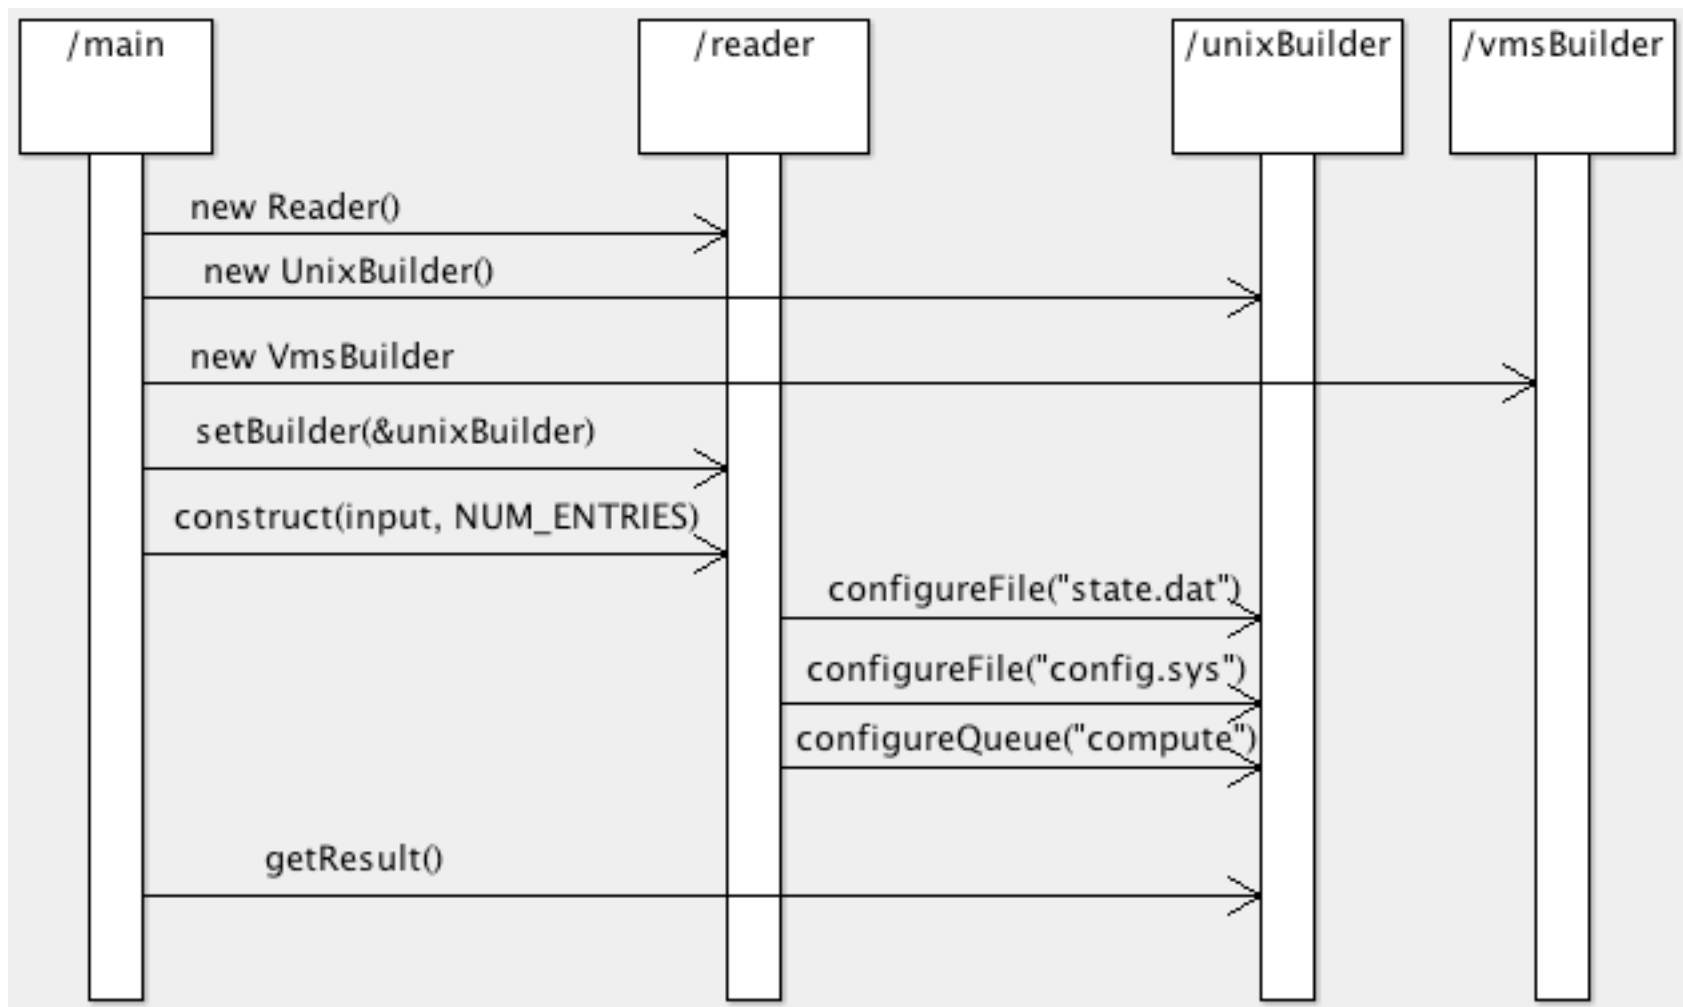 /main
/reader
/unixBuilder
/vmsBuilder
new Reader()
new UnixBuilder()
new VmsBuilder
setBuilder(&unixBuilder)
construct(input, NUM_ENTRIES)
configureFile("state.dat")
configureFile("config.sys")
configureQueue("compute")
getResult()